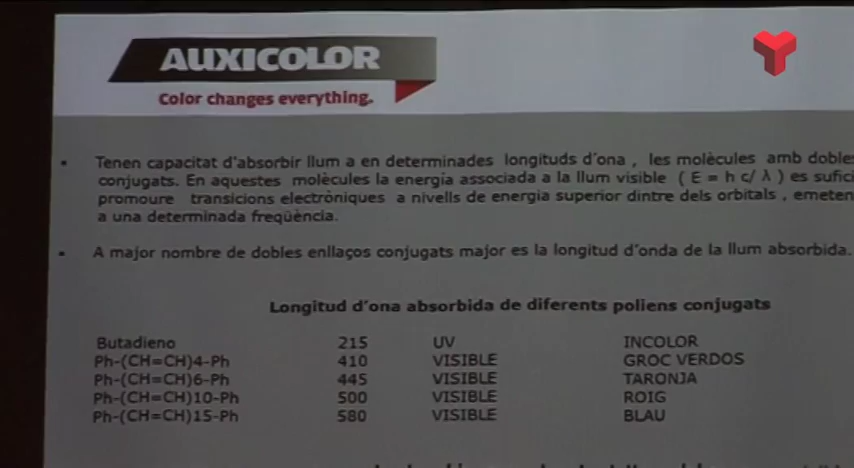 AUXICOLOR
Color changes everything.
• Tenen capacitat d'absorbir llum a en determinades longituds d'ona , les molècules amb dobles
conjugats. En aquestes molècules la energia associada a la llum visible ( E = h c/ λ ) es sufici
promoure transicions electròniques a nivells de energia superior dintre dels orbitals , emeten
a una determinada freqüència.
• A major nombre de dobles enllaços conjugats major es la longitud d'onda de la llum absorbida.
Longitud d'ona absorbida de diferents poliens conjugats
Butadieno 215 UV INCOLOR
Ph-(CH=CH)4-Ph 410 VISIBLE GROC VERDOS
Ph-(CH=CH)6-Ph 445 VISIBLE TARONJA
Ph-(CH=CH)10-Ph 500 VISIBLE ROIG
Ph-(CH=CH)15-Ph 580 VISIBLE BLAU